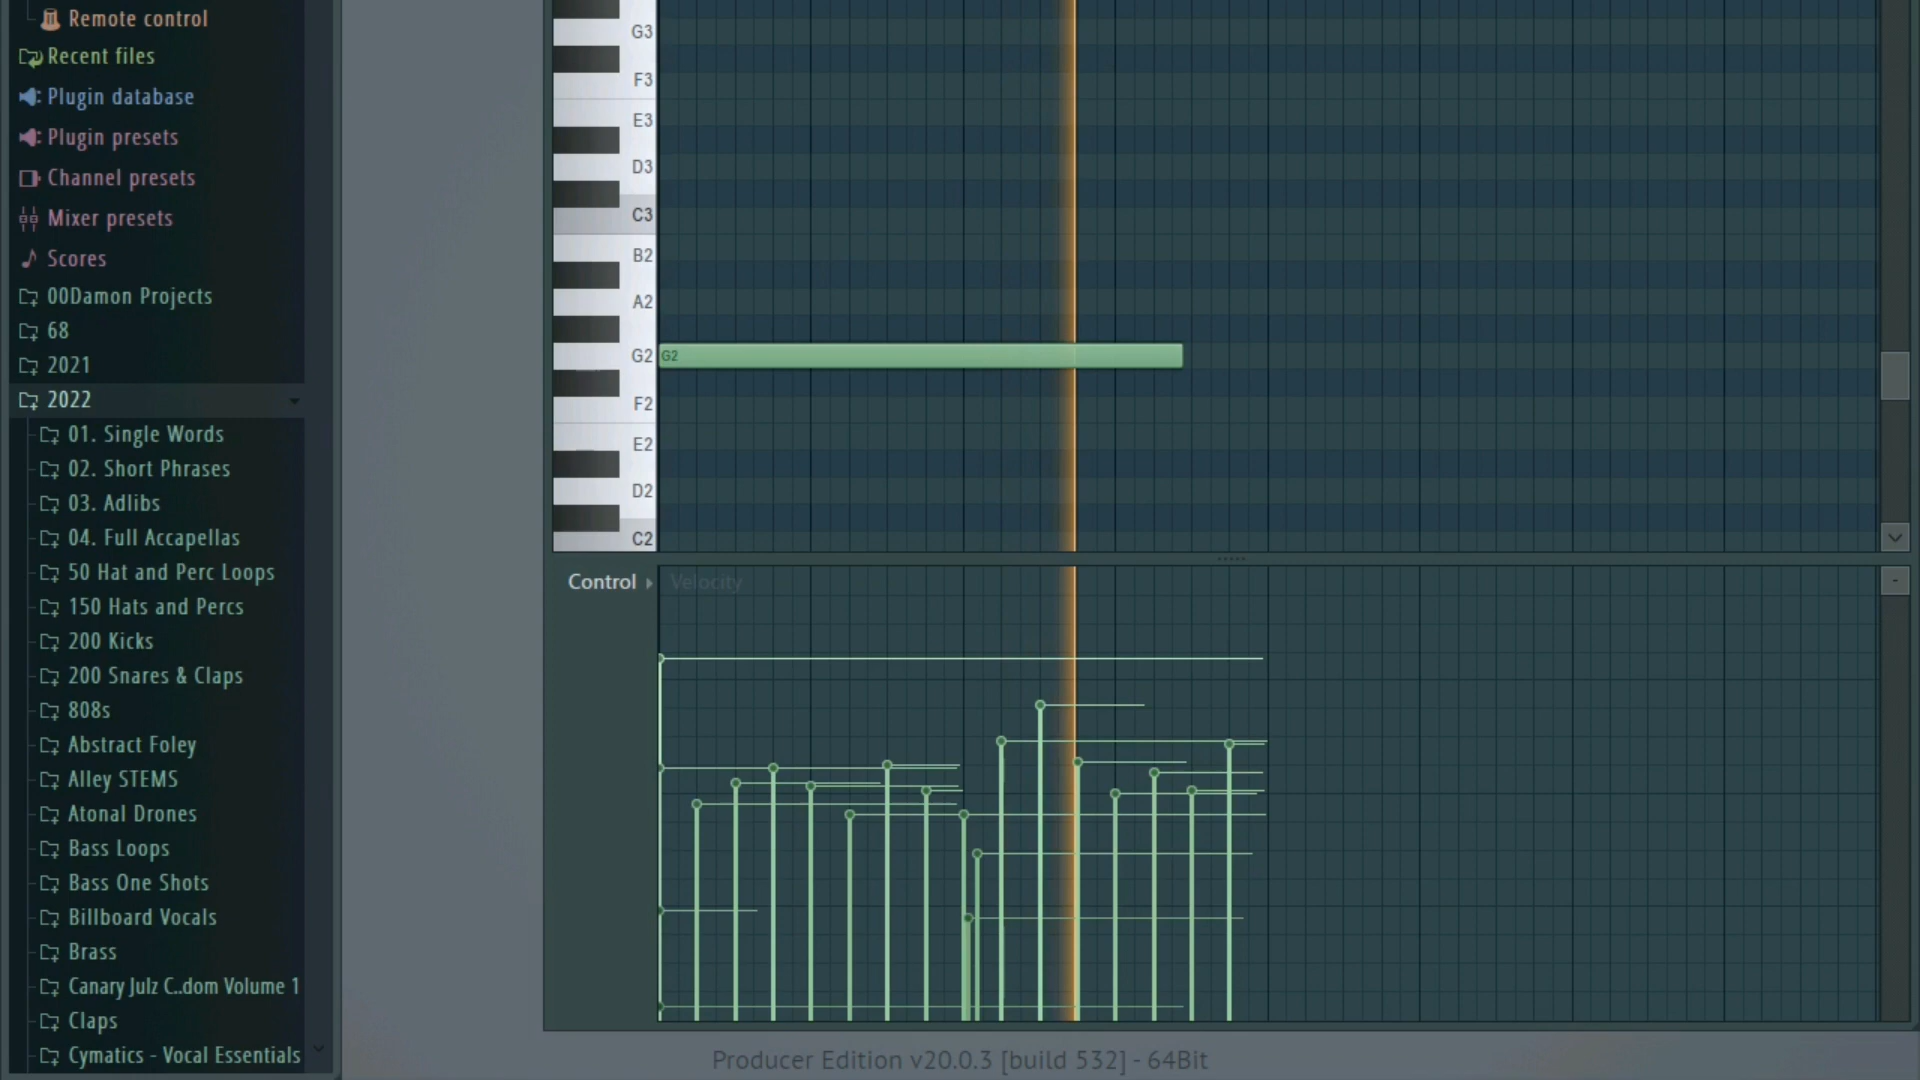 Remote control
Recent files
Plugin database
Plugin presets
Channel presets
Mixer presets
Scores
00Damon Projects
68
2021
2022
01. Single Words
02. Short Phrases
03. Adlibs
04. Full Accapellas
50 Hat and Perc Loops
150 Hats and Percs
200 Kicks
200 Snares & Claps
808s
Abstract Foley
Alley STEMS
Atonal Drones
Bass Loops
Bass One Shots
Billboard Vocals
Brass
Canary Julz C..dom Volume 1
Claps
Cymatics - Vocal Essentials
G3
F3
E3
D3
C3
B2
A2
G2 G2
F2
E2
D2
C2
Control Velocity
Producer Edition v20.0.3 [build 532] - 64Bit